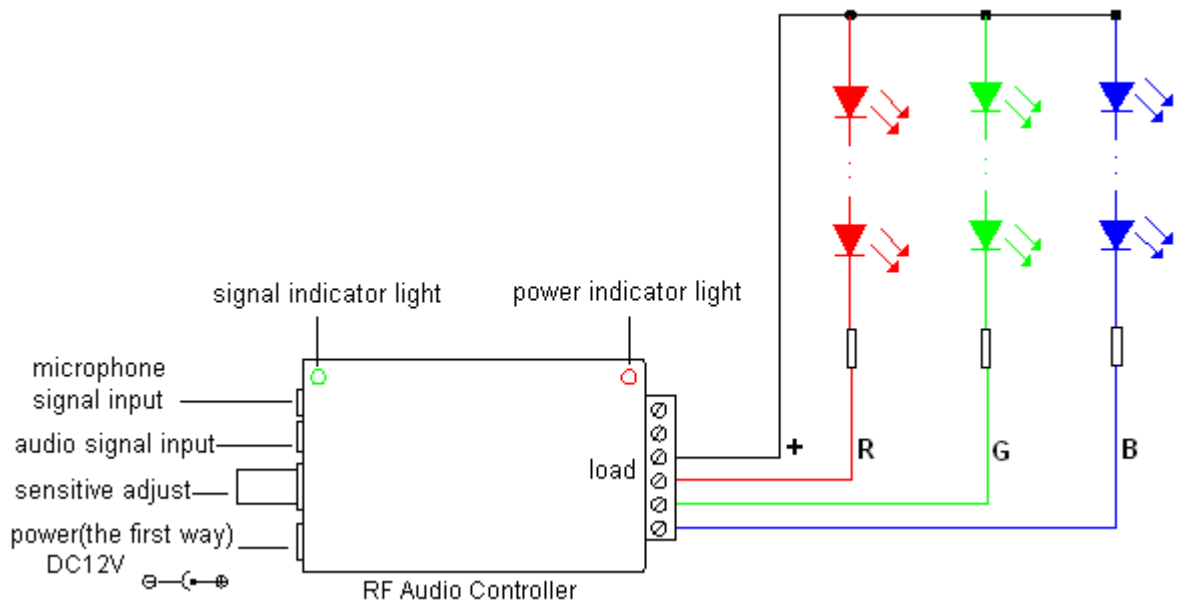 signal indicator light
power indicator light
microphone
signal input
audio signal input
sensitive adjust
power(the first way)
DC12V
load
+
R
G
B
RF Audio Controller